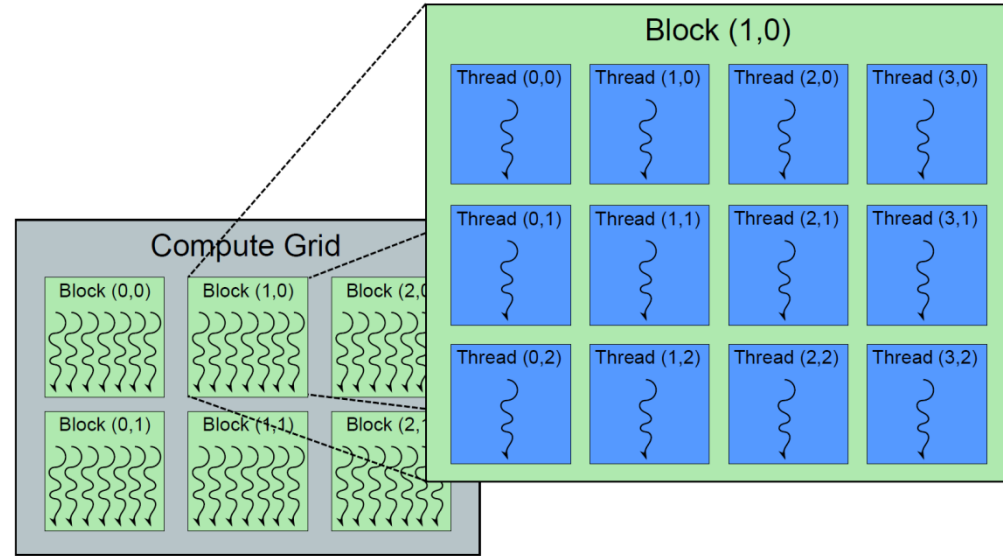 Block (1,0)
Thread (0,0) Thread (1,0) Thread (2,0) Thread (3,0)
Thread (0,1) Thread (1,1) Thread (2,1) Thread (3,1)
Thread (0,2) Thread (1,2) Thread (2,2) Thread (3,2)
Compute Grid
Block (0,0) Block (1,0) Block (2,0
Block (0,1) Block (1,1) Block (2,1